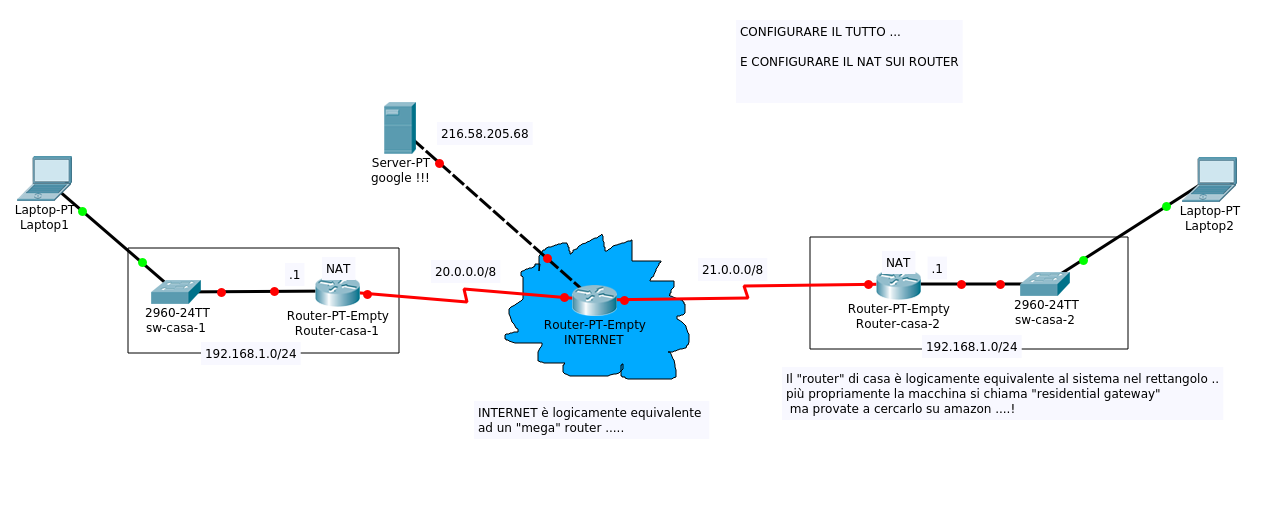 CONFIGURARE IL TUTTO ...
E CONFIGURARE IL NAT SUI ROUTER
216.58.205.68
Server-PT
google !!!
Laptop-PT
Laptop1
Laptop-PT
Laptop2
.1
NAT
20.0.0.0/8
21.0.0.0/8
NAT
.1
2960-24TT
sw-casa-1
Router-PT-Empty
Router-casa-1
192.168.1.0/24
Router-PT-Empty
INTERNET
Router-PT-Empty
Router-casa-2
2960-24TT
sw-casa-2
192.168.1.0/24
Il "router" di casa è logicamente equivalente al sistema nel rettangolo ..
più propriamente la macchina si chiama "residential gateway"
ma provate a cercarlo su amazon ....!
INTERNET è logicamente equivalente
ad un "mega" router .....